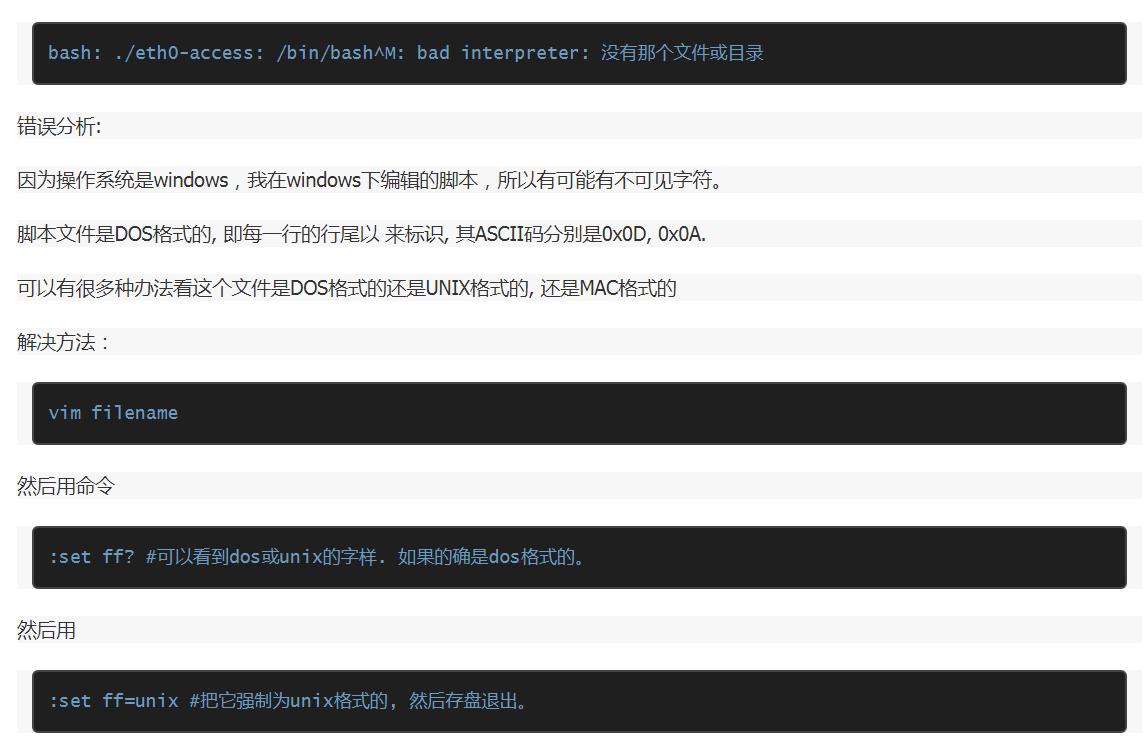 bash: ./eth0-access: /bin/bash^M: bad interpreter: 没有那个文件或目录
错误分析:
因为操作系统是windows，我在windows下编辑的脚本，所以有可能有不可见字符。
脚本文件是DOS格式的, 即每一行的行尾以 来标识, 其ASCII码分别是0x0D, 0x0A.
可以有很多种办法看这个文件是DOS格式的还是UNIX格式的, 还是MAC格式的
解决方法：
vim filename
然后用命令
:set ff? #可以看到dos或unix的字样. 如果的确是dos格式的。
然后用
:set ff=unix #把它强制为unix格式的, 然后存盘退出。